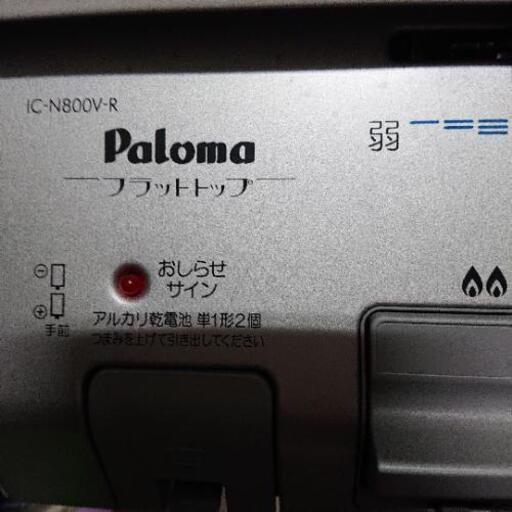 IC-N800V-R
Paloma
フラットトップ
弱
おしらせ
サイン
手前
アルカリ乾電池 単1形2個
つまみを上げて引き出してください